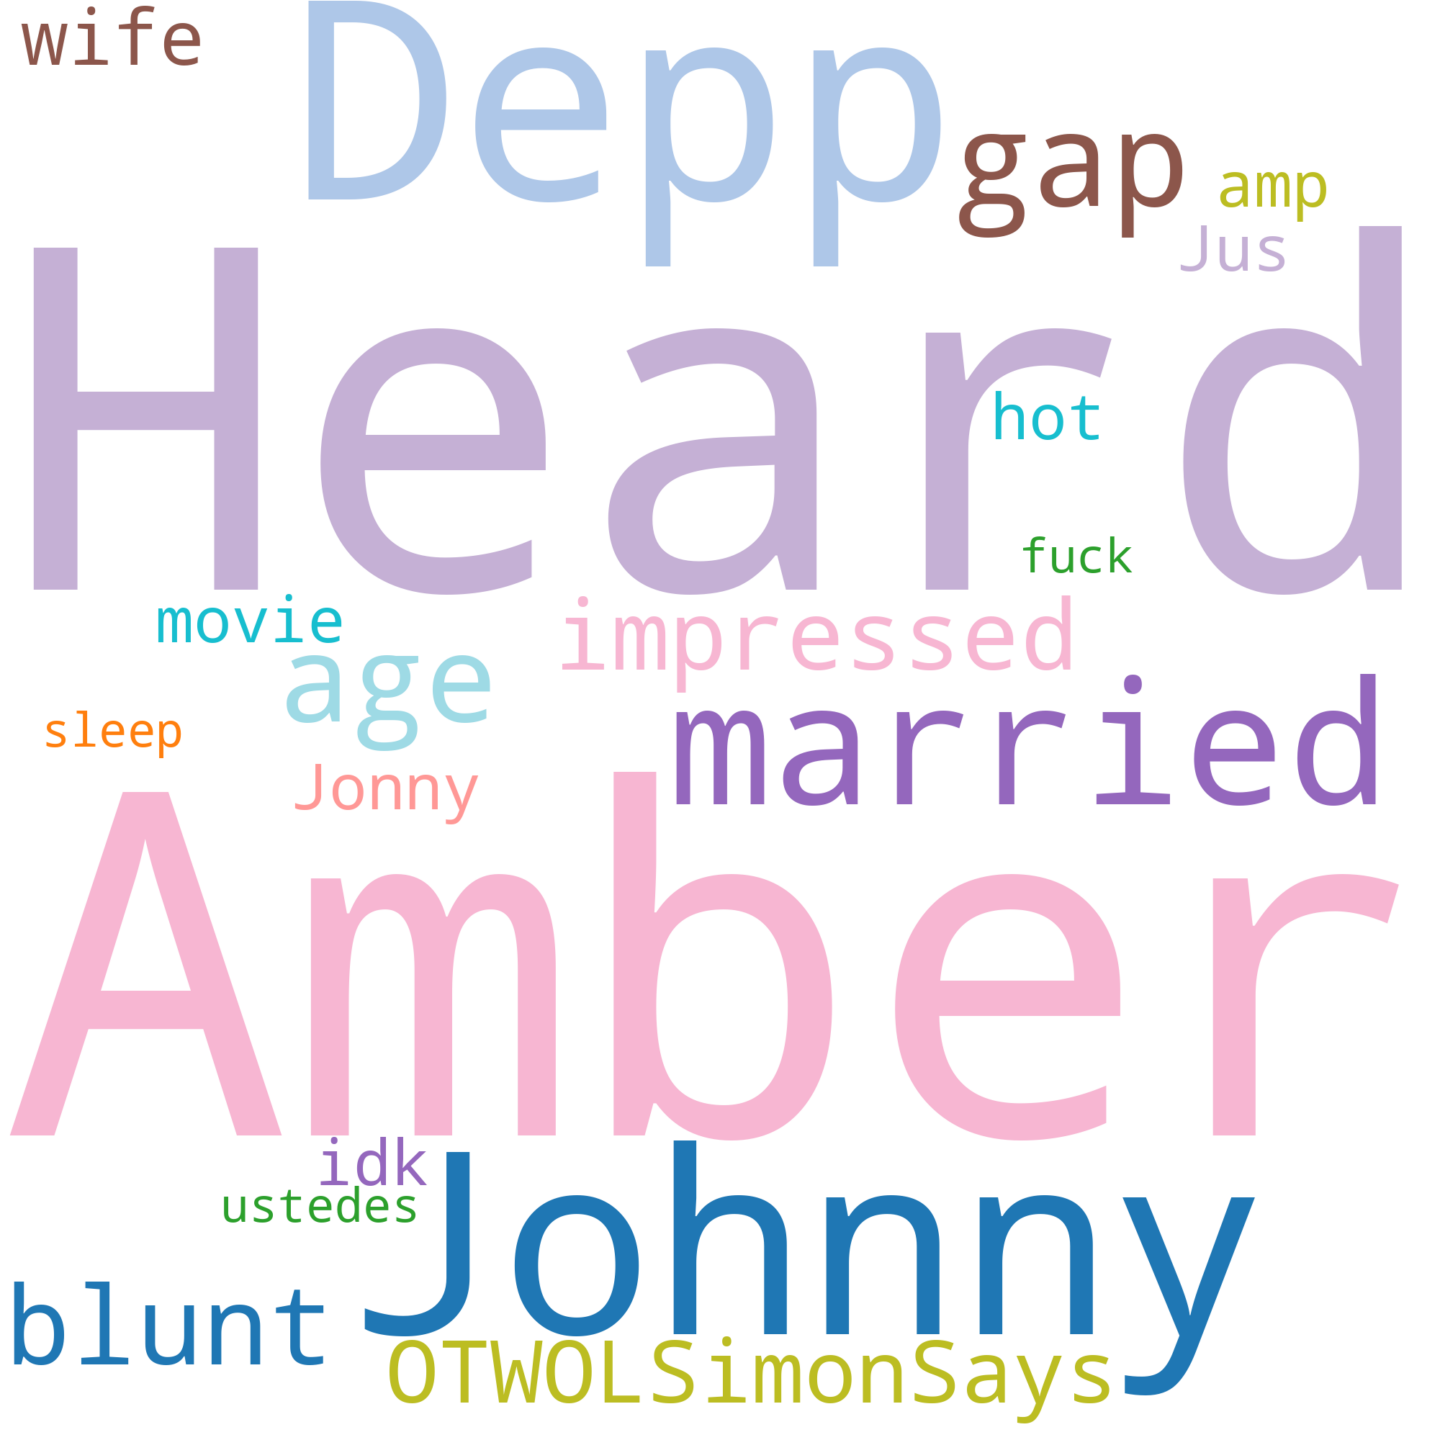 wife
Depp
gap
amp
Jus
Heard
hot
fuck
movie
impressed
age
married
sleep
Jonny
Amber
idk
ustedes
Johnny
blunt
OTWOLSimonSays